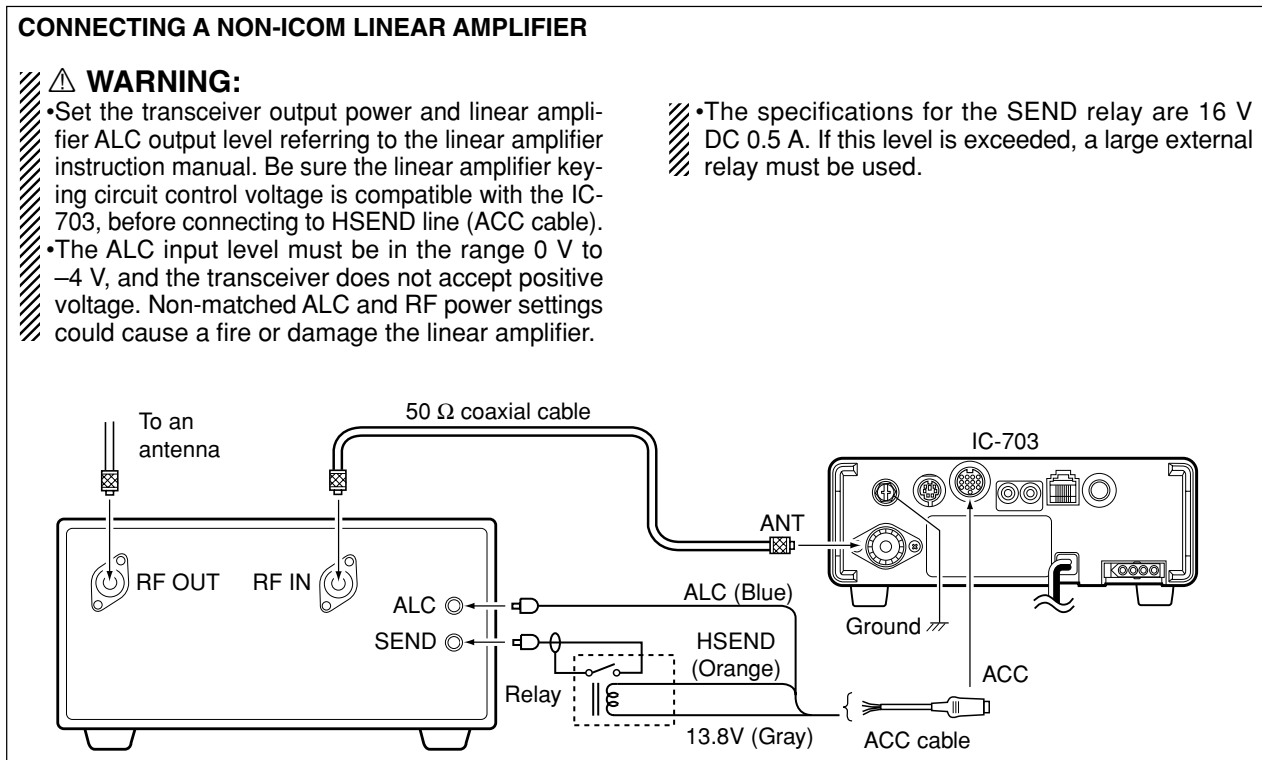 CONNECTING A NON-ICOM LINEAR AMPLIFIER
⚠ WARNING:
•Set the transceiver output power and linear ampli-
fier ALC output level referring to the linear amplifier
instruction manual. Be sure the linear amplifier key-
ing circuit control voltage is compatible with the IC-
703, before connecting to HSEND line (ACC cable).
•The ALC input level must be in the range 0 V to
–4 V, and the transceiver does not accept positive
voltage. Non-matched ALC and RF power settings
could cause a fire or damage the linear amplifier.
•The specifications for the SEND relay are 16 V
DC 0.5 A. If this level is exceeded, a large external
relay must be used.
To an
antenna
50 Ω coaxial cable
IC-703
ANT
RF OUT
RF IN
ALC
SEND
ALC (Blue)
HSEND
(Orange)
Relay
13.8V (Gray)
Ground
ACC
ACC cable